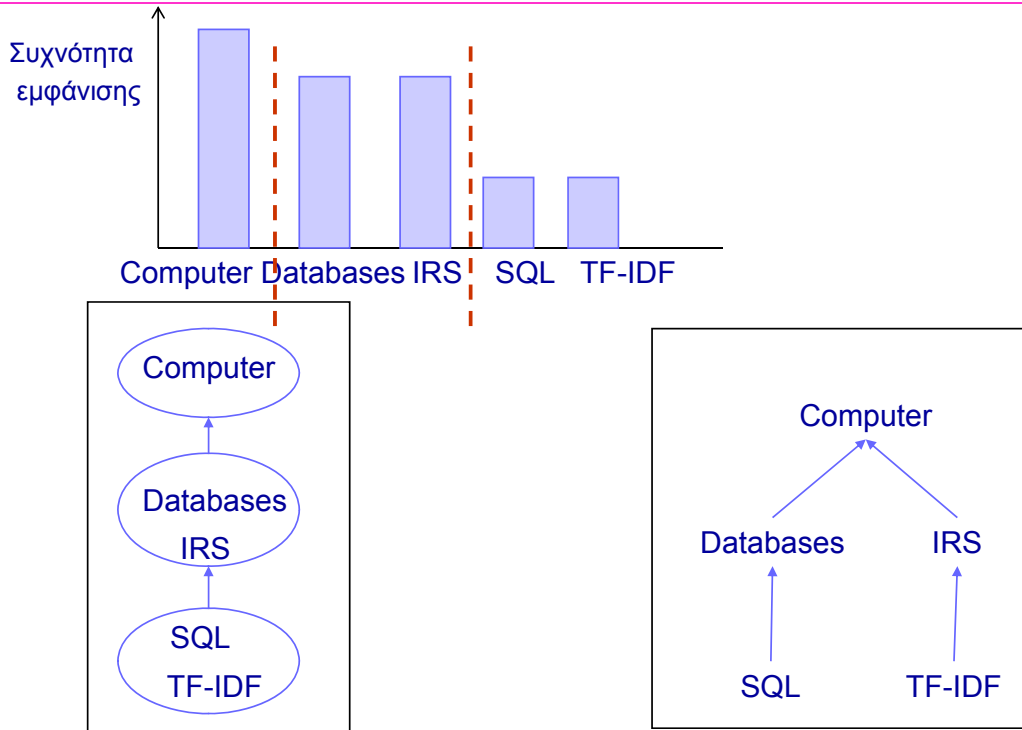 Συχνότητα
εμφάνισης
Computer Databases IRS SQL TF-IDF
Computer
Databases
IRS
SQL
TF-IDF
Computer
Databases IRS
SQL TF-IDF